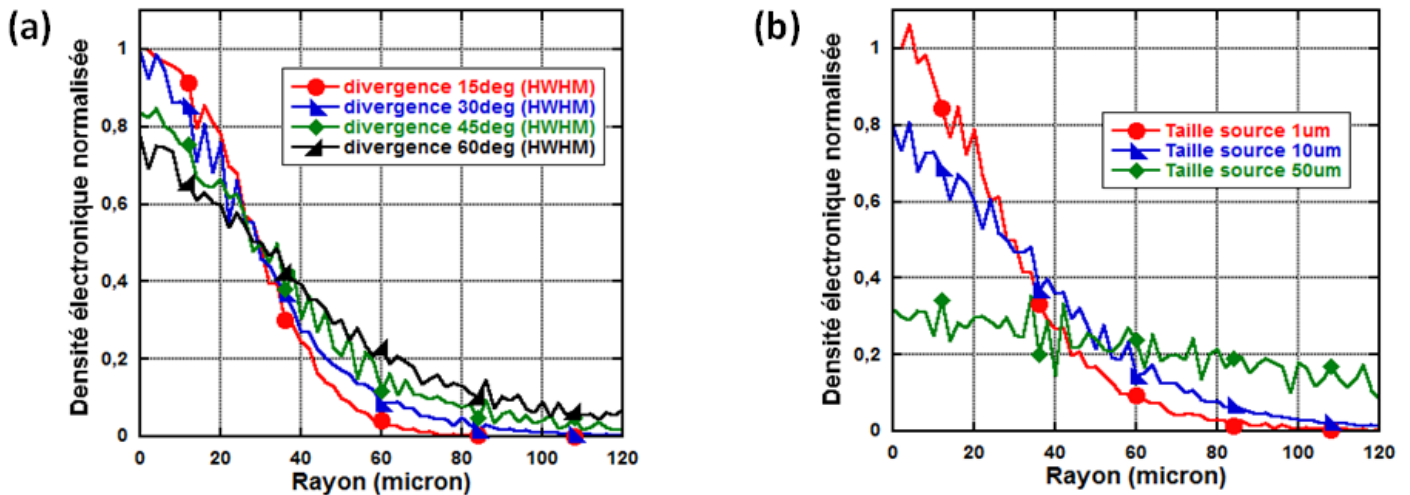 (a)
Densité électronique normalisée
1
0,8
0,6
0,4
0,2
0
divergence 15deg (HWHM)
divergence 30deg (HWHM)
divergence 45deg (HWHM)
divergence 60deg (HWHM)
0 20 40 60 80 100 120
Rayon (micron)
(b)
Densité électronique normalisée
1
0,8
0,6
0,4
0,2
0
Taille source 1um
Taille source 10um
Taille source 50um
0 20 40 60 80 100 120
Rayon (micron)